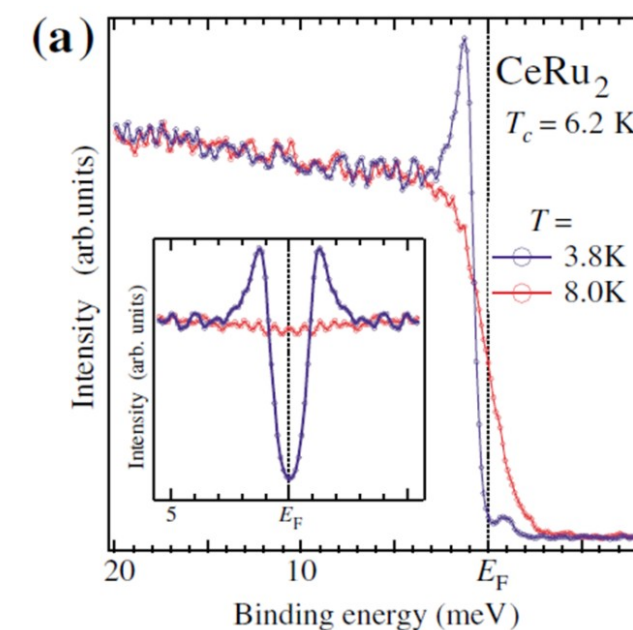 (a)
CeRu2
Tc = 6.2 K
T =
3.8K
8.0K
Intensity (arb.units)
Intensity (arb. units)
5
EF
20
10
EF
Binding energy (meV)